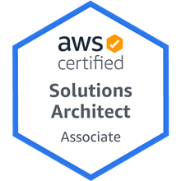 aws
certified
Solutions
Architect
Associate